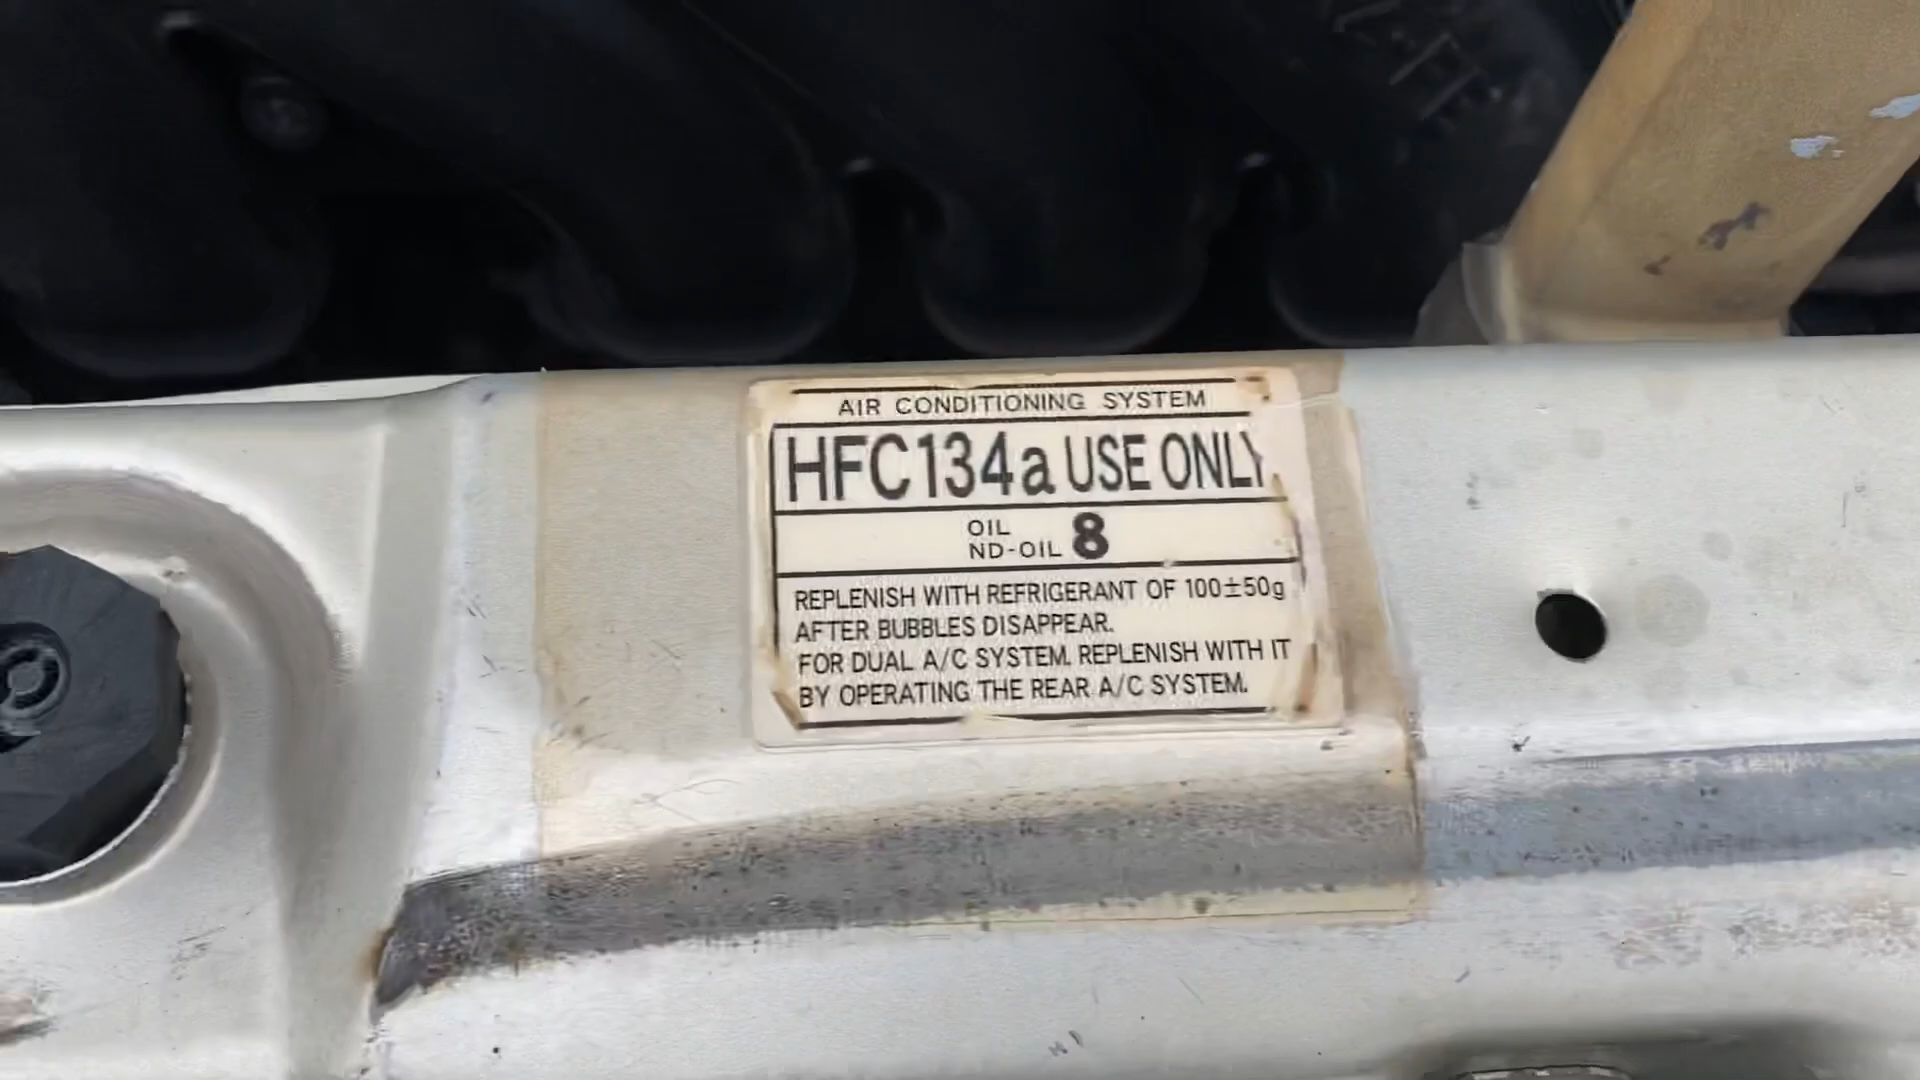 AIR CONDITIONING SYSTEM
HFC134a USE ONLY
OIL
ND-OIL 8
REPLENISH WITH REFRIGERANT OF 100±50g
AFTER BUBBLES DISAPPEAR.
FOR DUAL A/C SYSTEM. REPLENISH WITH IT
BY OPERATING THE REAR A/C SYSTEM.